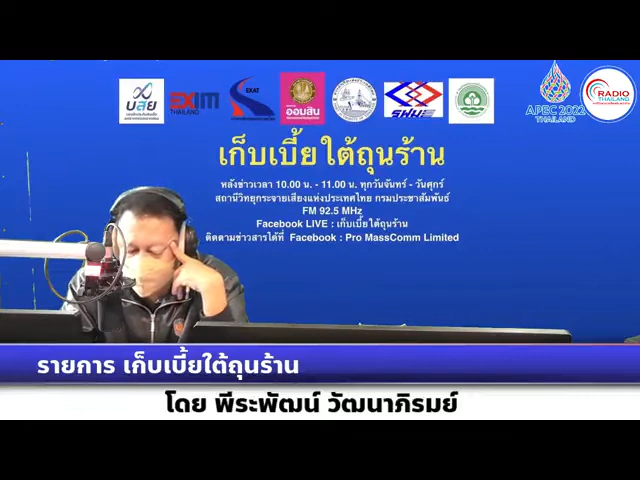 บสย
EXIM
THAILAND
EXAT
ออมสิน
รฟม
APEC 2022
THAILAND
RADIO
THAILAND
เก็บเบี้ยใต้ถุนร้าน
หลังข่าวเวลา 10.00 น. - 11.00 น. ทุกวันจันทร์ - วันศุกร์
สถานีวิทยุกระจายเสียงแห่งประเทศไทย กรมประชาสัมพันธ์
FM 92.5 MHz
Facebook LIVE : เก็บเบี้ยใต้ถุนร้าน
ติดตามข่าวสารได้ที่ Facebook : Pro MassComm Limited
รายการ เก็บเบี้ยใต้ถุนร้าน
โดย พีระพัฒน์ วัฒนาภิรมย์